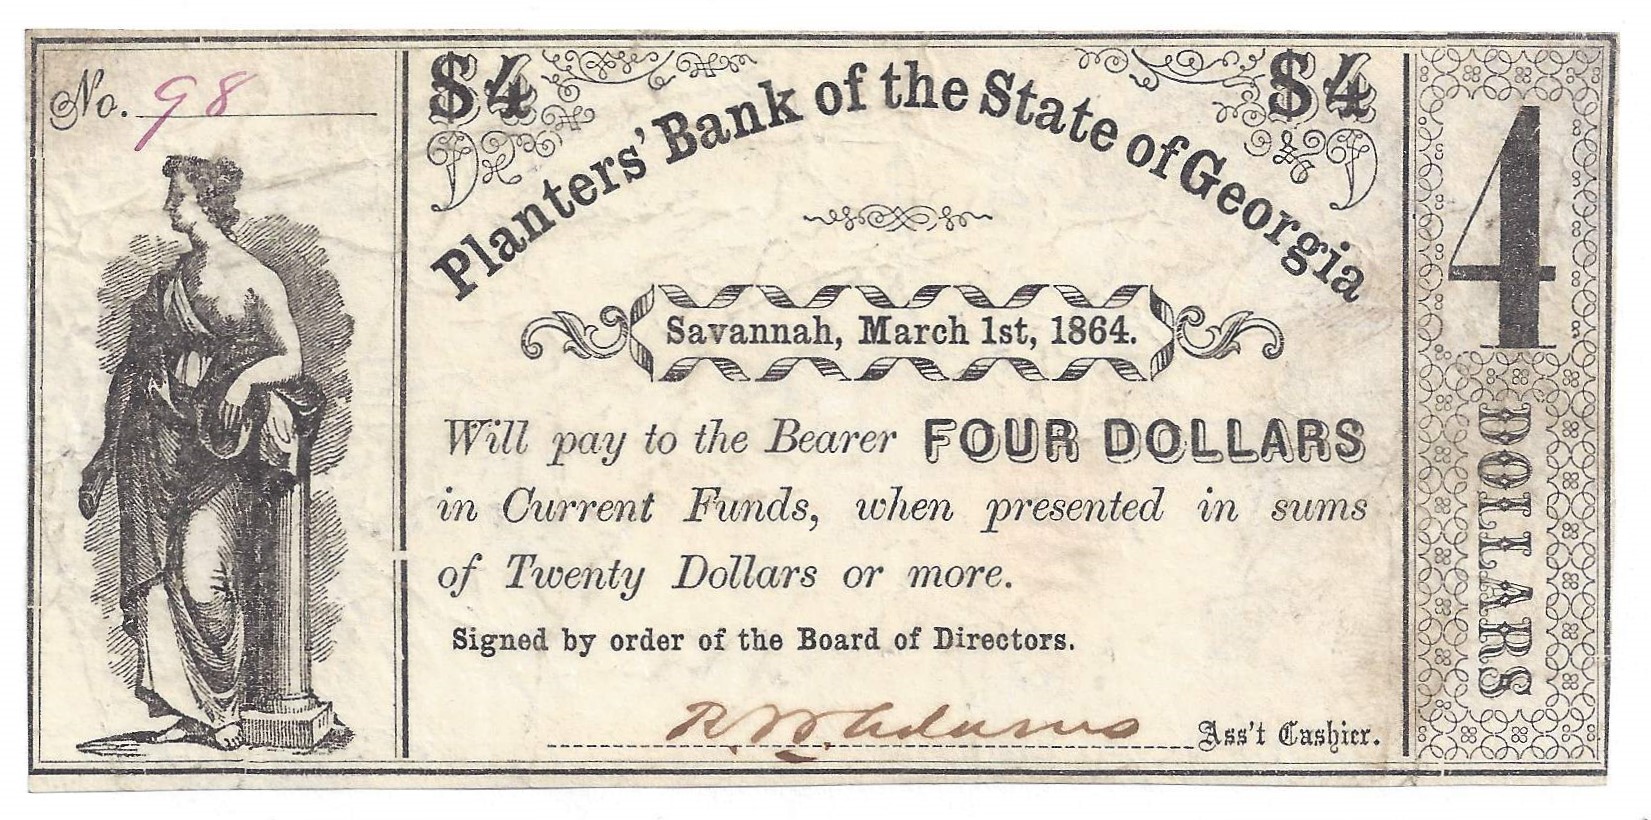 No. 98
$4 $4
Planters' Bank of the State of Georgia
Savannah, March 1st, 1864.
Will pay to the Bearer FOUR DOLLARS
in Current Funds, when presented in sums
of Twenty Dollars or more.
Signed by order of the Board of Directors.
R. W. Adams Ass't Cashier.
4
DOLLARS